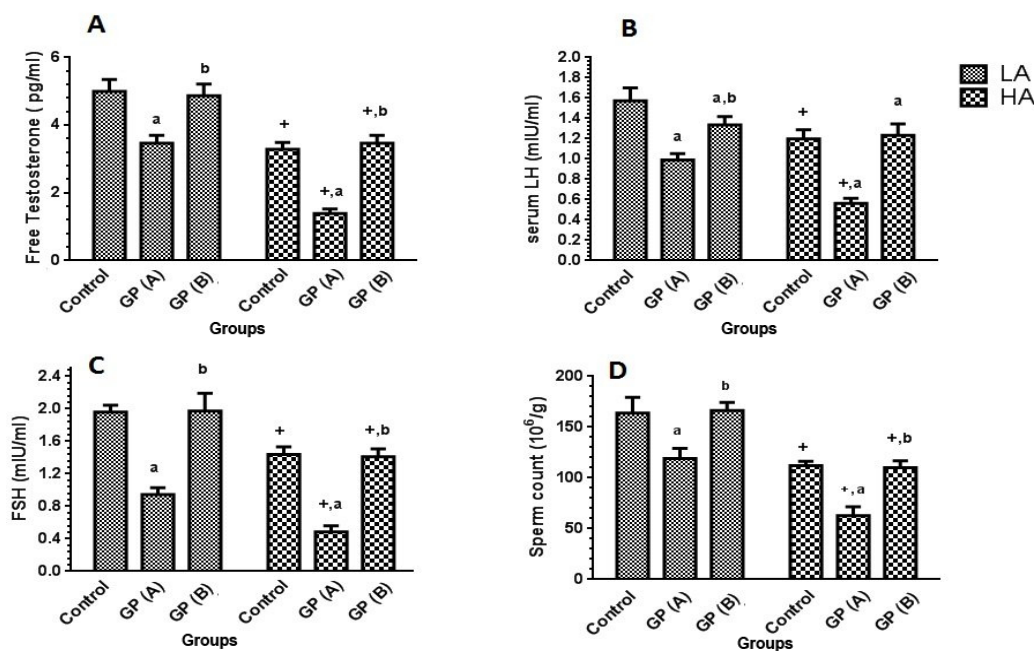 A
Free Testosterone ( pg/ml)
6
4
2
0
b
a
+
+,b
+,a
Control
GP (A)
GP (B)
Control
GP (A)
GP (B)
Groups
B
serum LH (mIU/ml)
2.0
1.8
1.6
1.4
1.2
1.0
0.8
0.6
0.4
0.2
0.0
a
a,b
+
+,a
a
Control
GP (A)
GP (B)
Control
GP (A)
GP (B)
Groups
LA
HA
C
FSH (mIU/ml)
2.4
2.0
1.6
1.2
0.8
0.4
0.0
a
b
+
+,a
+,b
Control
GP (A)
GP (B)
Control
GP (A)
GP (B)
Groups
D
Sperm count (10⁶/g)
200
150
100
50
0
a
b
+
+,a
+,b
Control
GP (A)
GP (B)
Control
GP (A)
GP (B)
Groups